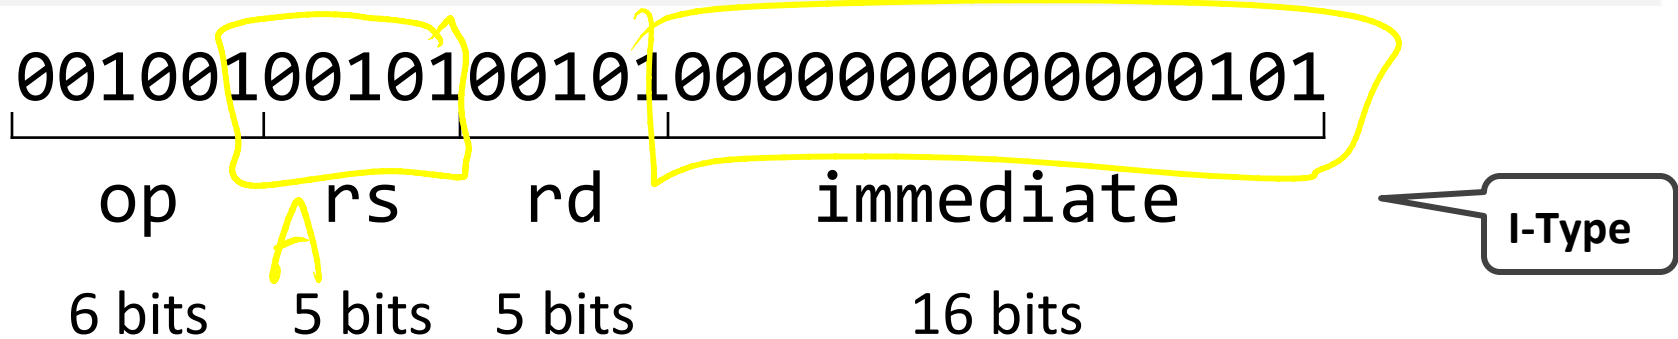 00100100101001010000000000000101
op rs rd immediate
I-Type
A
6 bits 5 bits 5 bits 16 bits